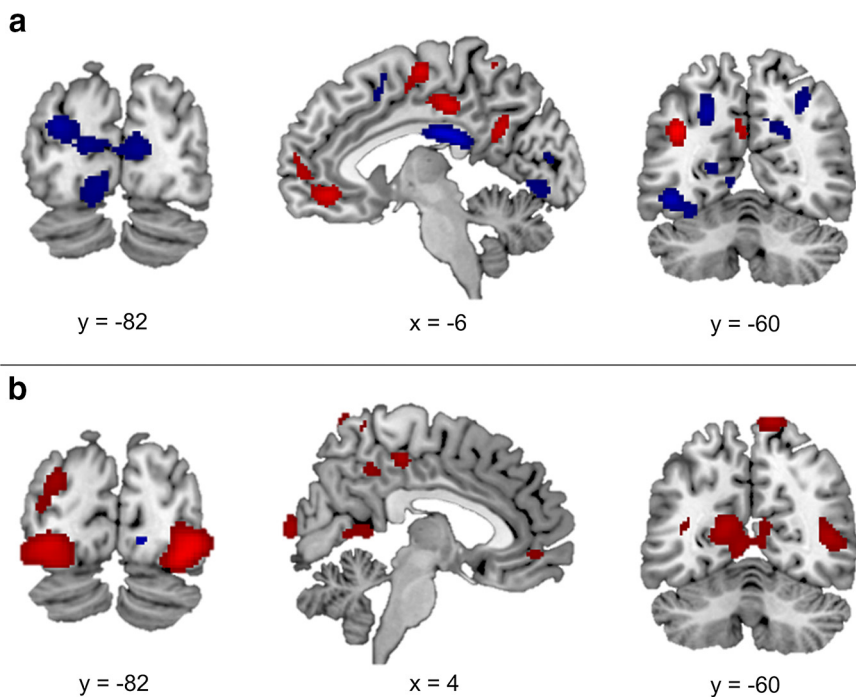 a
y = -82
x = -6
y = -60
b
y = -82
x = 4
y = -60